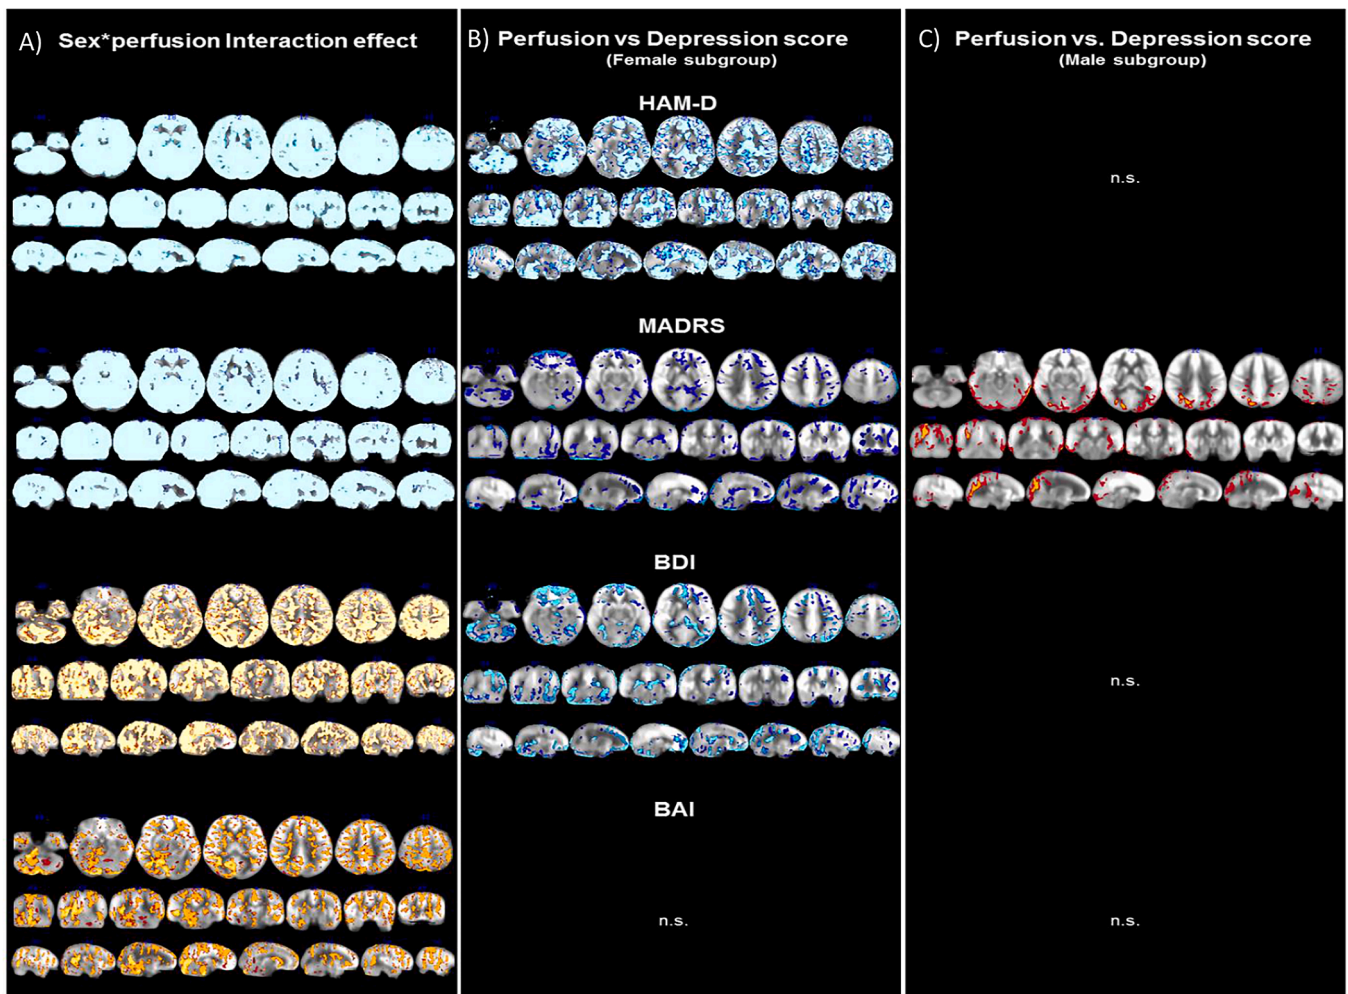 A) Sex*perfusion Interaction effect
B) Perfusion vs Depression score
(Female subgroup)
C) Perfusion vs. Depression score
(Male subgroup)
HAM-D
n.s.
MADRS
BDI
n.s.
BAI
n.s.
n.s.